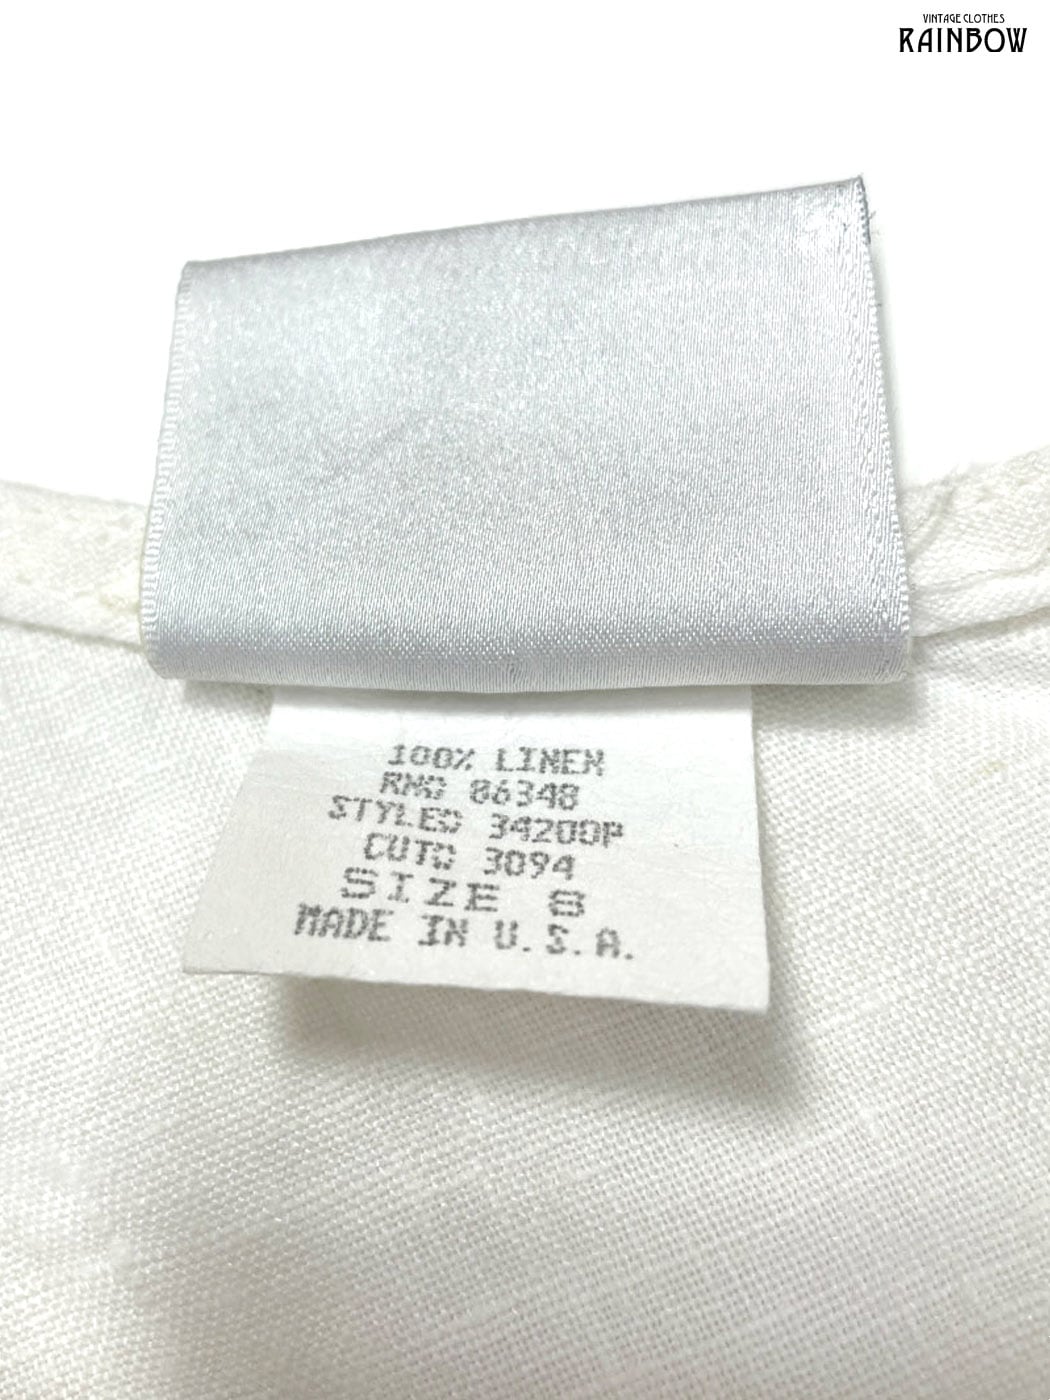 VINTAGE CLOTHES
RAINBOW
100% LINEN
RN# 86348
STYLE# 34200P
CUT# 3094
SIZE 8
MADE IN U.S.A.